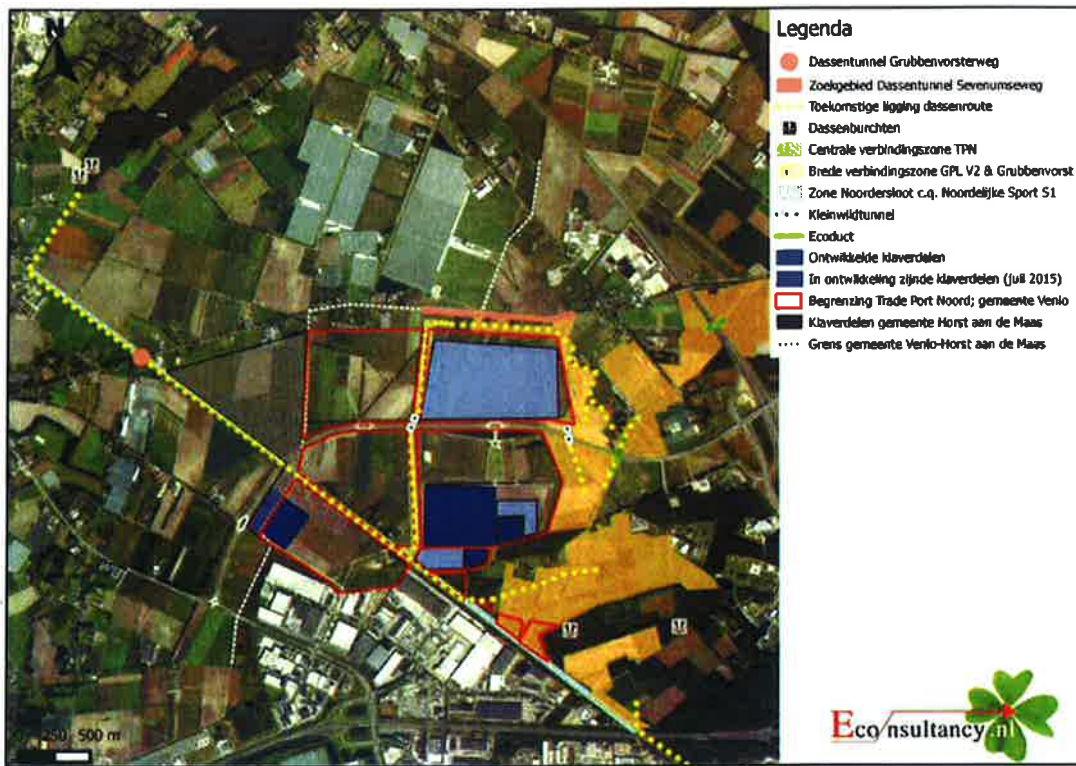 N
250 500 m
Legenda
Dassentunnel Grubbenvorsterweg
Zoekgebied Dassentunnel Sevenumseweg
Toekomstige ligging dassenroute
Dassenburchten
Centrale verbindingszone TPN
Brede verbindingszone GPL V2 & Grubbenvorst
Zone Noordersloot c.q. Noordelijke Sport S1
Kleinwildtunnel
Ecoduct
Ontwikkelde klaverdelen
In ontwikkeling zijnde klaverdelen (juli 2015)
Begrenzing Trade Port Noord; gemeente Venlo
Klaverdelen gemeente Horst aan de Maas
Grens gemeente Venlo-Horst aan de Maas
Econsultancy.nl